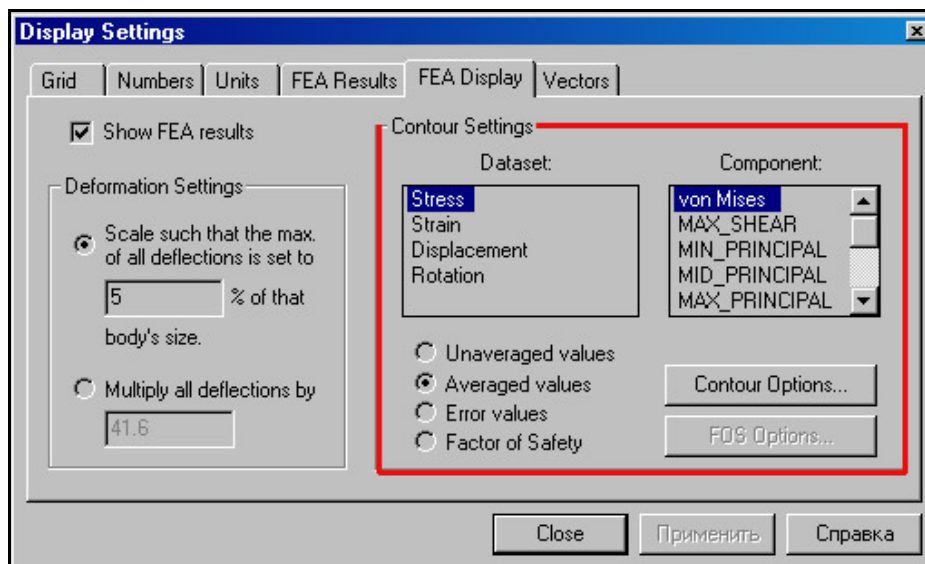 Display Settings
Grid Numbers Units FEA Results FEA Display Vectors
Show FEA results
Deformation Settings
Scale such that the max.
of all deflections is set to
5 % of that
body's size.
Multiply all deflections by
41.6
Contour Settings
Dataset:
Stress
Strain
Displacement
Rotation
Component:
von Mises
MAX_SHEAR
MIN_PRINCIPAL
MID_PRINCIPAL
MAX_PRINCIPAL
Unaveraged values
Averaged values
Error values
Factor of Safety
Contour Options...
FOS Options...
Close Применить Справка